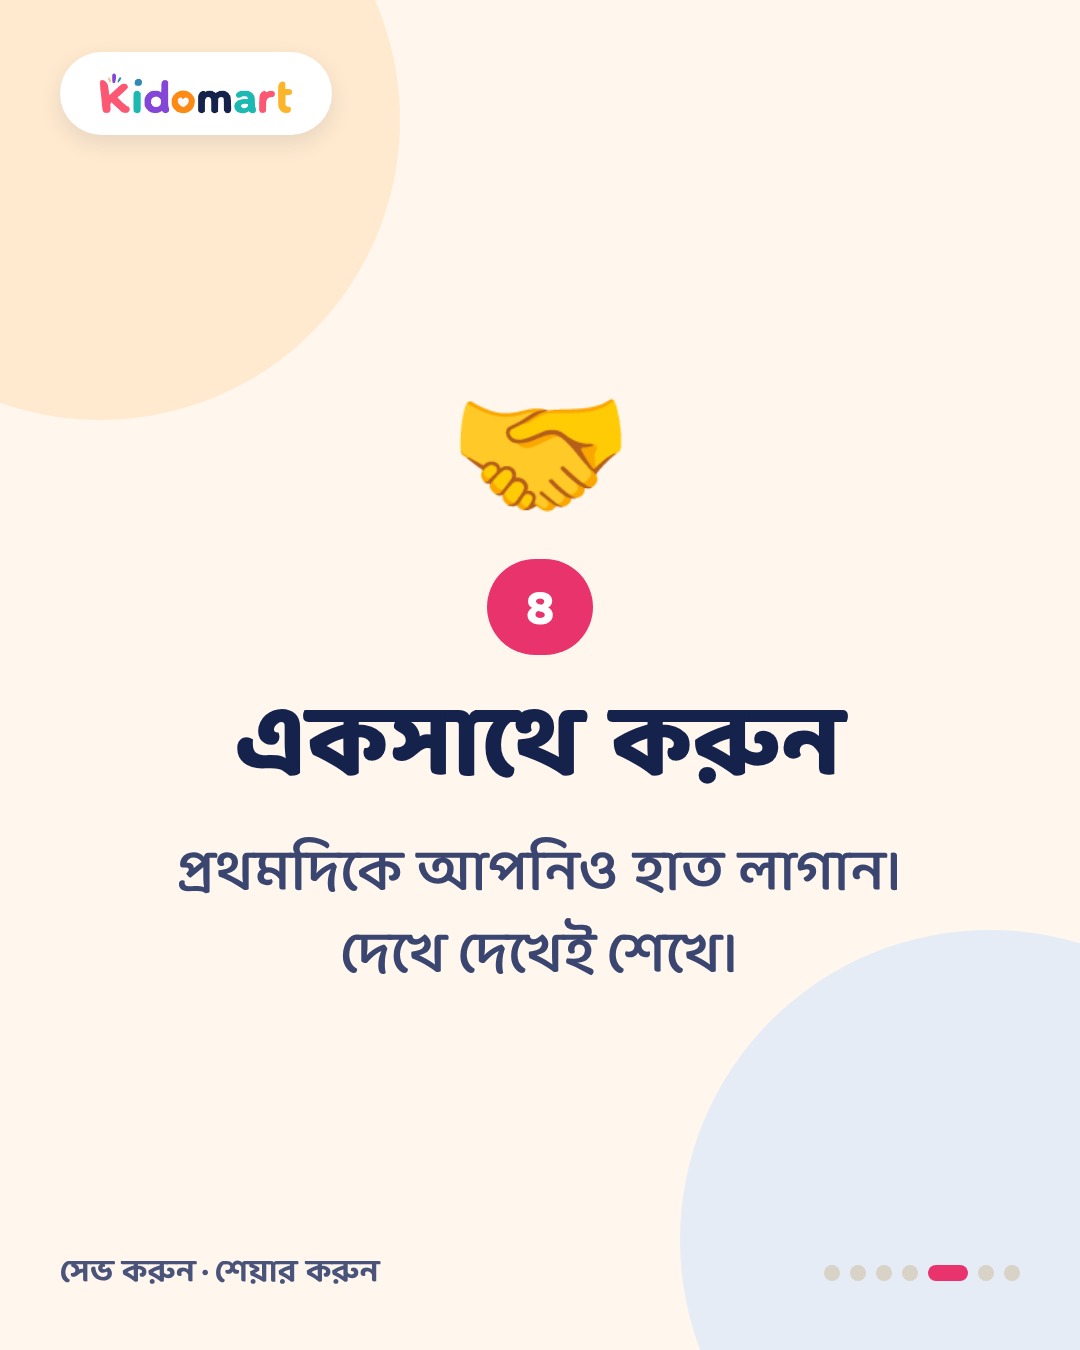 Kidomart
৪
একসাথে করুন
প্রথমদিকে আপনিও হাত লাগান।
দেখে দেখেই শেখে।
সেভ করুন · শেয়ার করুন